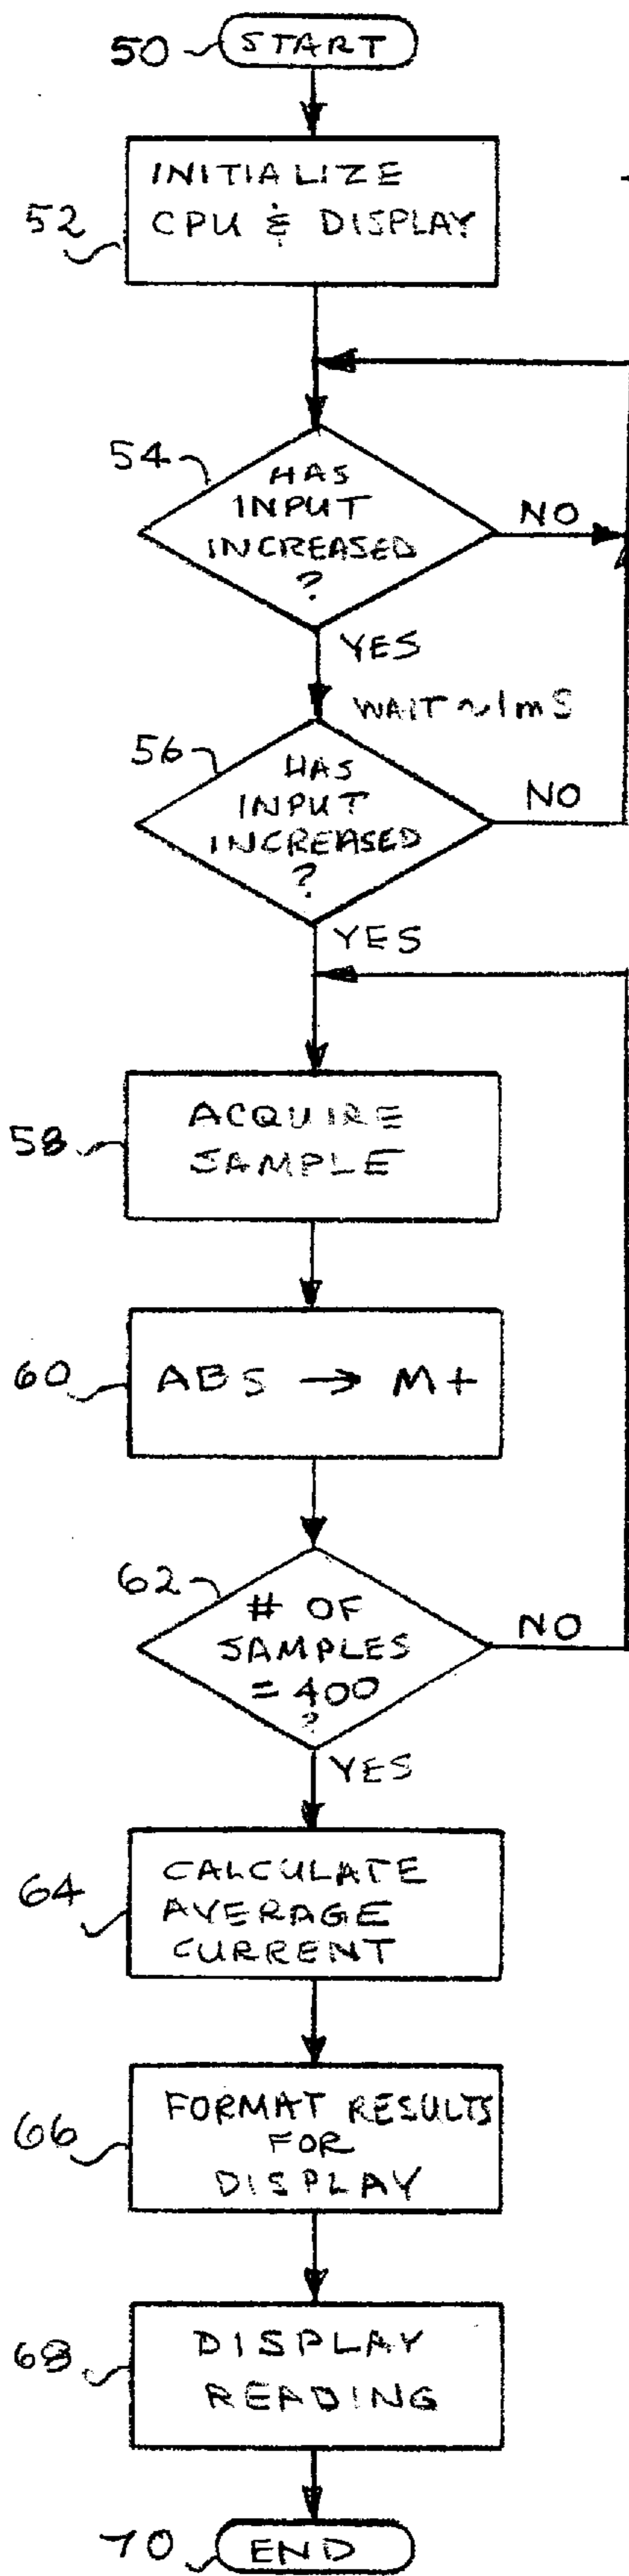 50
START
INITIALIZE
CPU & DISPLAY
52
54
HAS
INPUT
INCREASED
?
NO
YES
WAIT ~1mS
56
HAS
INPUT
INCREASED
?
NO
YES
58
ACQUIRE
SAMPLE
60
ABS → M+
62
# OF
SAMPLES
= 400
?
NO
YES
64
CALCULATE
AVERAGE
CURRENT
66
FORMAT RESULTS
FOR
DISPLAY
68
DISPLAY
READING
70
END